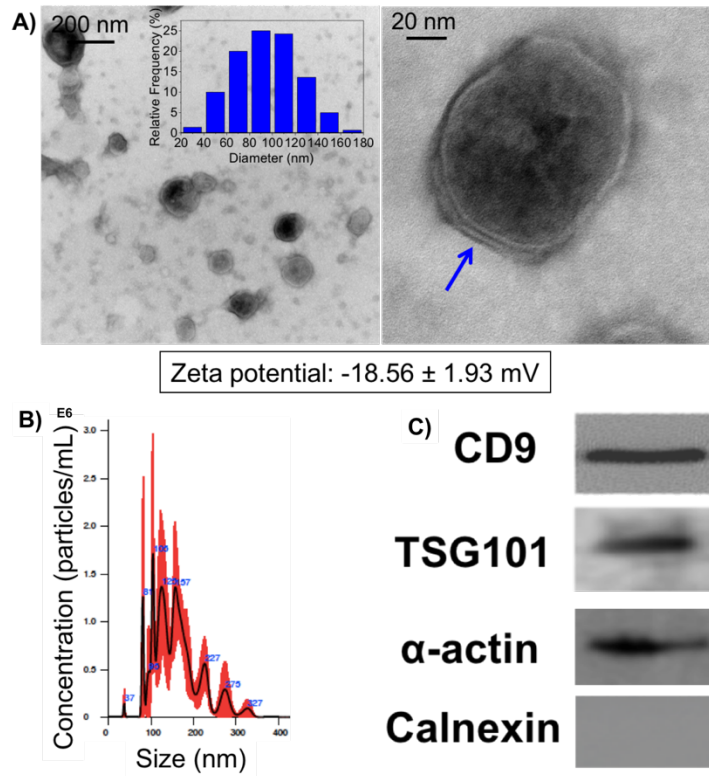 A)
200 nm
Relative Frequency (%)
25
20
15
10
5
0
20 40 60 80 100 120 140 160 180
Diameter (nm)
20 nm
Zeta potential: -18.56 ± 1.93 mV
B)
E6
Concentration (particles/mL)
3.0
2.5
2.0
1.5
1.0
0.5
0
37
81
105
157
227
275
327
0 100 200 300 400
Size (nm)
C)
CD9
TSG101
α-actin
Calnexin